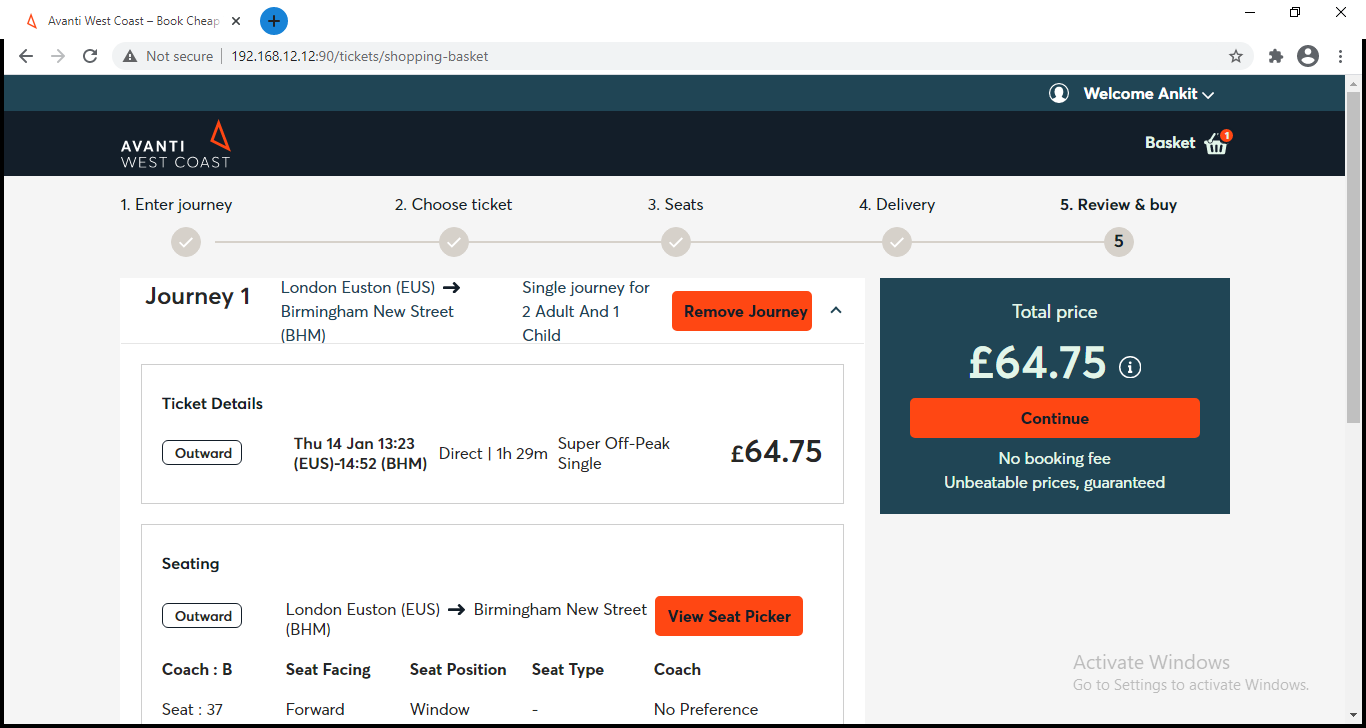 Avanti West Coast – Book Cheap
Not secure | 192.168.12.12:90/tickets/shopping-basket
Welcome Ankit
AVANTI
WEST COAST
Basket
1
1. Enter journey
2. Choose ticket
3. Seats
4. Delivery
5. Review & buy
5
Journey 1
London Euston (EUS) →
Birmingham New Street
(BHM)
Single journey for
2 Adult And 1
Child
Remove Journey
Ticket Details
Outward
Thu 14 Jan 13:23
(EUS)-14:52 (BHM)
Direct | 1h 29m
Super Off-Peak
Single
£64.75
Seating
Outward
London Euston (EUS) → Birmingham New Street
(BHM)
View Seat Picker
Coach : B Seat Facing Seat Position Seat Type Coach
Seat : 37 Forward Window - No Preference
Total price
£64.75
Continue
No booking fee
Unbeatable prices, guaranteed
Activate Windows
Go to Settings to activate Windows.